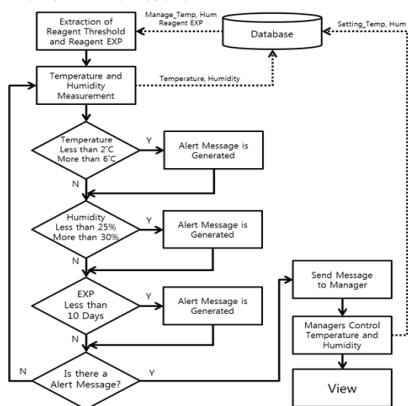 Extraction of
Reagent Threshold
and Reagent EXP
Manage_Temp, Hum
Reagent EXP
Database
Setting_Temp, Hum
Temperature and
Humidity
Measurement
Temperature, Humidity
Temperature
Less than 2℃
More than 6℃
Y
Alert Message is
Generated
N
Humidity
Less than 25%
More than 30%
Y
Alert Message is
Generated
N
EXP
Less than
10 Days
Y
Alert Message is
Generated
N
Send Message
to Manager
Managers Control
Temperature and
Humidity
N
Is there a
Alert Message?
Y
View